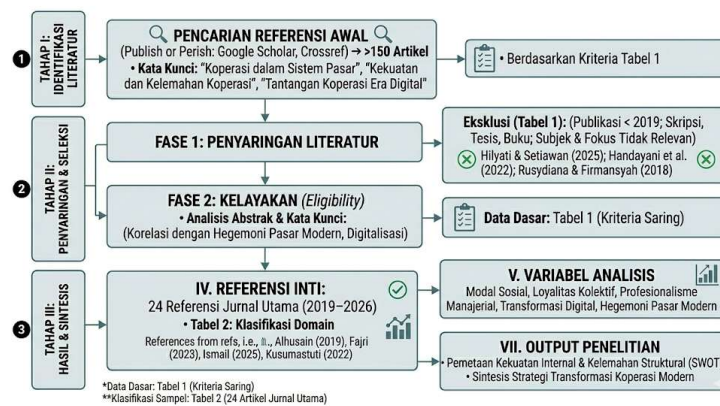 1
TAHAP I:
IDENTIFIKASI
LITERATUR
PENCARIAN REFERENSI AWAL
(Publish or Perish: Google Scholar, Crossref) → >150 Artikel
• Kata Kunci: “Koperasi dalam Sistem Pasar”, “Kekuatan
dan Kelemahan Koperasi”, “Tantangan Koperasi Era Digital”
• Berdasarkan Kriteria Tabel 1
2
TAHAP II:
PENYARINGAN & SELEKSI
FASE 1: PENYARINGAN LITERATUR
Eksklusi (Tabel 1): (Publikasi < 2019; Skripsi,
Tesis, Buku; Subjek & Fokus Tidak Relevan)
Hilyati & Setiawan (2025); Handayani et al.
(2022); Rusydiana & Firmansyah (2018)
FASE 2: KELAYAKAN (Eligibility)
• Analisis Abstrak & Kata Kunci:
(Korelasi dengan Hegemoni Pasar Modern, Digitalisasi)
Data Dasar: Tabel 1 (Kriteria Saring)
3
TAHAP III:
HASIL & SINTESIS
IV. REFERENSI INTI:
24 Referensi Jurnal Utama (2019–2026)
• Tabel 2: Klasifikasi Domain
References from refs, i.e., Alhusain (2019), Fajri
(2023), Ismail (2025), Kusumastuti (2022)
V. VARIABEL ANALISIS
Modal Sosial, Loyalitas Kolektif, Profesionalisme
Manajerial, Transformasi Digital, Hegemoni Pasar Modern
VII. OUTPUT PENELITIAN
• Pemetaan Kekuatan Internal & Kelemahan Struktural (SWOT)
• Sintesis Strategi Transformasi Koperasi Modern
*Data Dasar: Tabel 1 (Kriteria Saring)
**Klasifikasi Sampel: Tabel 2 (24 Artikel Jurnal Utama)